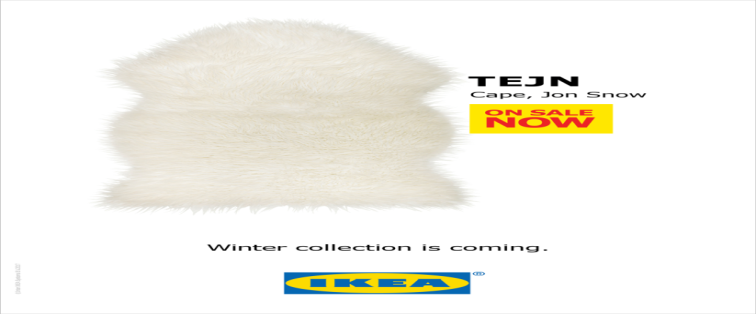 TEJN
Cape, Jon Snow
ON SALE
NOW
Winter collection is coming.
IKEA®